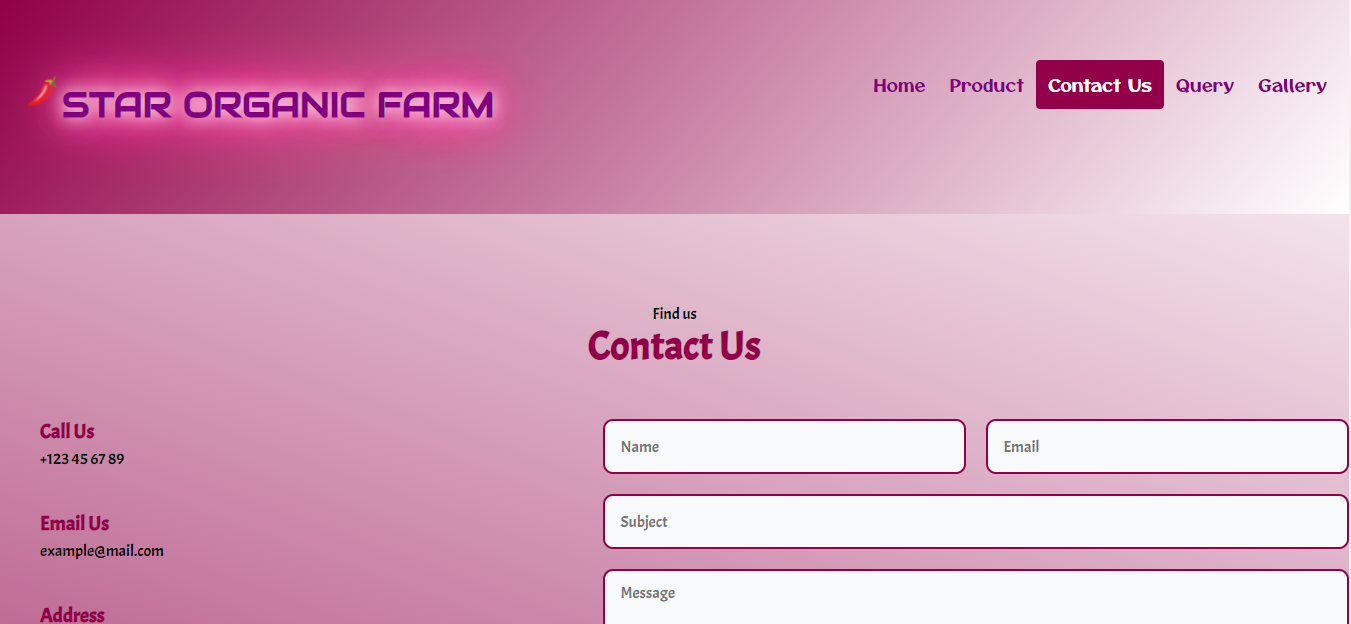 STAR ORGANIC FARM
Home Product Contact Us Query Gallery
Find us
Contact Us
Call Us
+123 45 67 89
Email Us
example@mail.com
Address
Name Email
Subject
Message